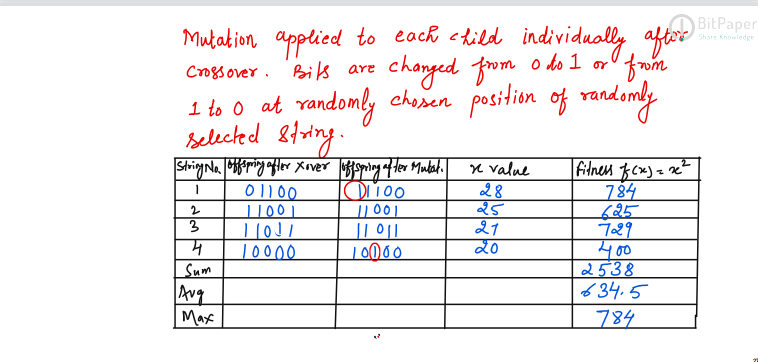 BitPaper
Share Knowledge
Mutation applied to each child individually after
crossover. Bits are changed from 0 to 1 or from
1 to 0 at randomly chosen position of randomly
selected string.
String No. offspring after Xover offspring after Mutat. x value Fitness f(x) = x²
1 01100 11100 28 784
2 11001 11001 25 625
3 11011 11011 27 729
4 10000 10100 20 400
Sum 2538
Avg 634.5
Max 784